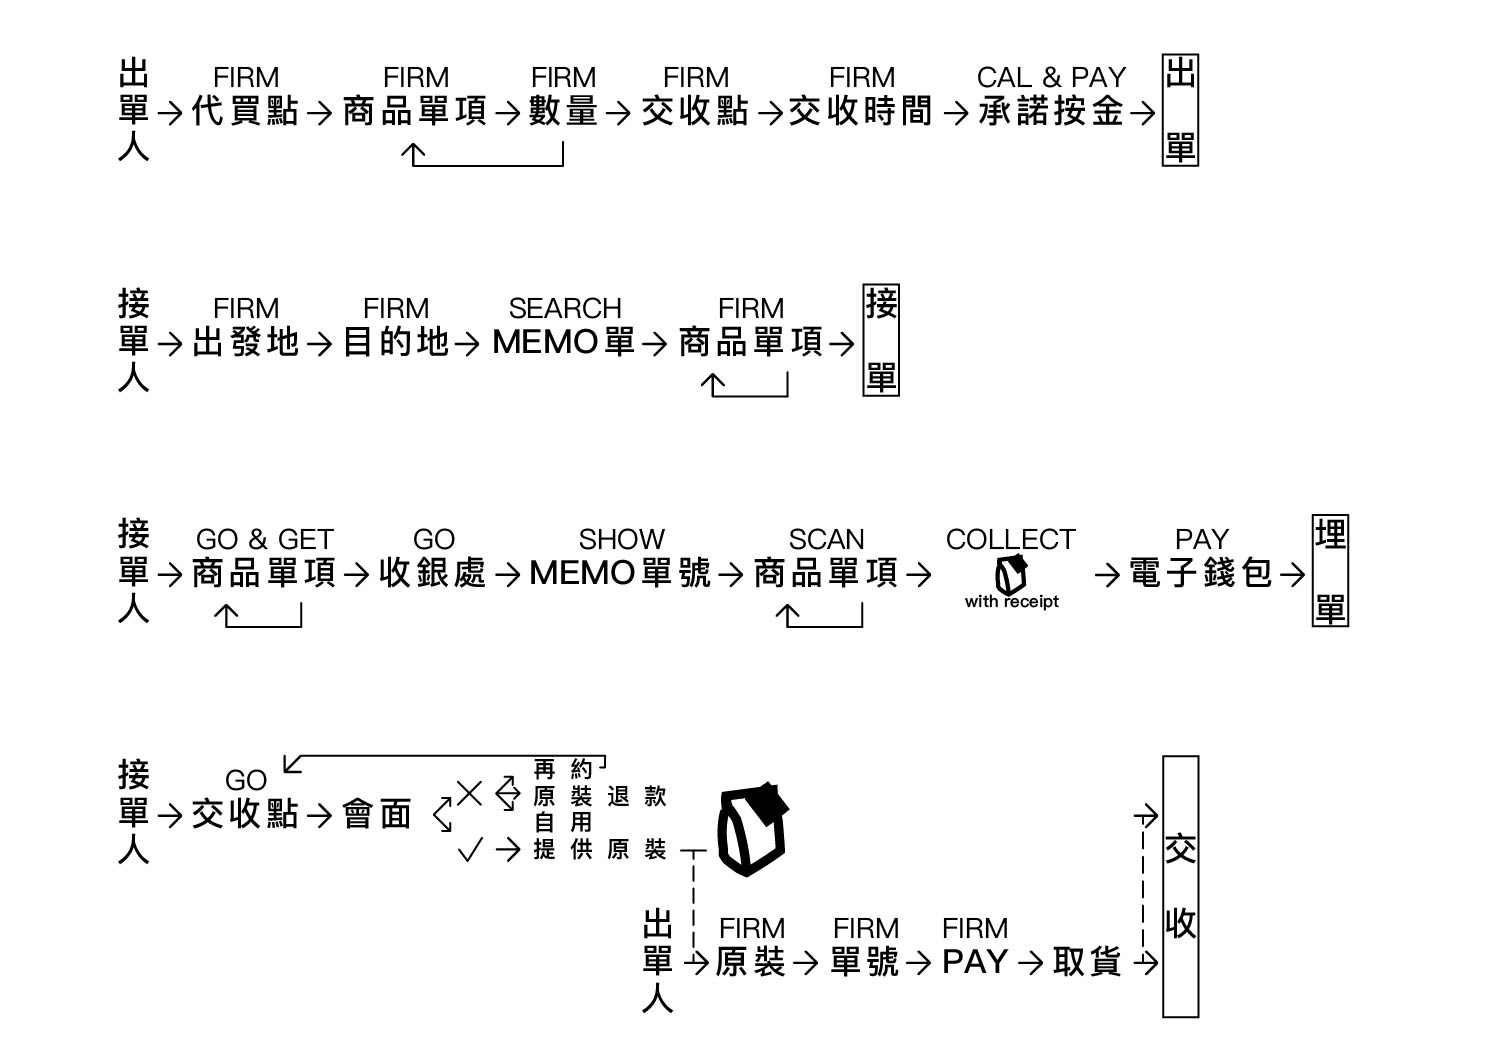 出單人
FIRM FIRM FIRM FIRM FIRM CAL & PAY
代買點 商品單項 數量 交收點 交收時間 承諾按金
出單
接單人
FIRM FIRM SEARCH FIRM
出發地 目的地 MEMO單 商品單項
接單
接單人
GO & GET GO SHOW SCAN COLLECT PAY
商品單項 收銀處 MEMO單號 商品單項 電子錢包
with receipt
埋單
接單人
GO
交收點 會面
再約
原裝退款
自用
提供原裝
出單人
FIRM FIRM FIRM
原裝 單號 PAY 取貨
交收